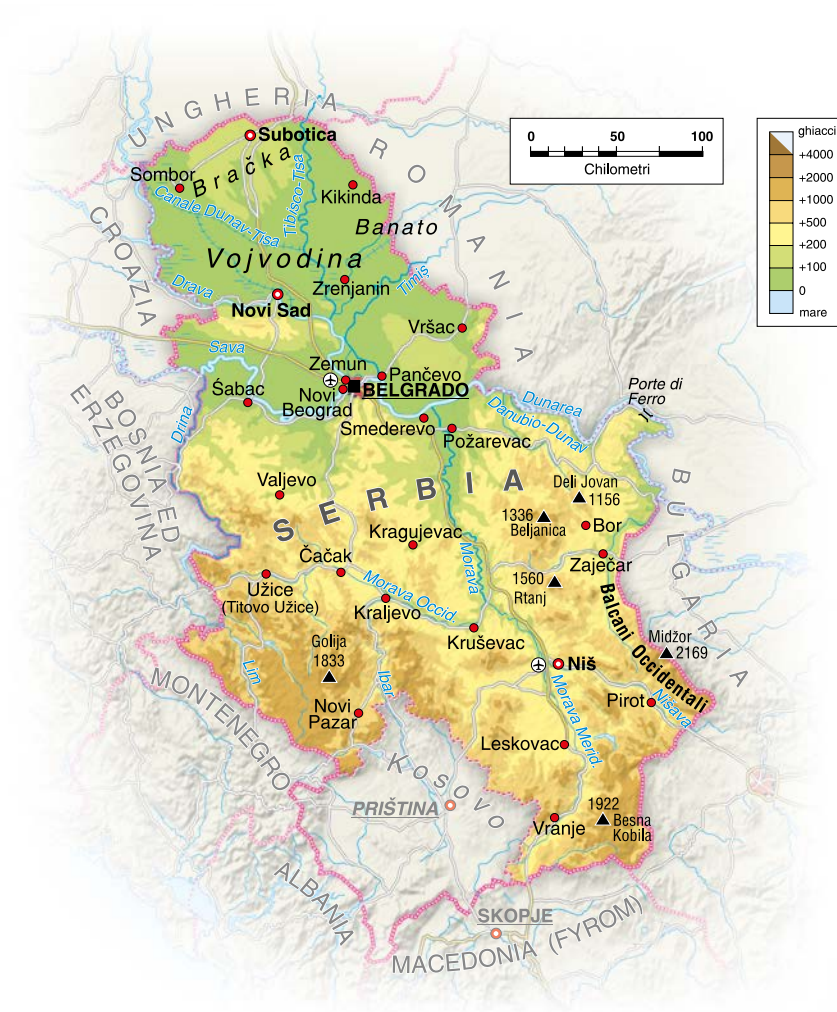 UNGHERIA
ROMANIA
CROAZIA
BOSNIA ED
ERZEGOVINA
MONTENEGRO
ALBANIA
MACEDONIA (FYROM)
BULGARIA
KOSOVO
SERBIA
0 50 100
Chilometri
ghiacci
+4000
+2000
+1000
+500
+200
+100
0
mare
Subotica
Bračka
Sombor
Canale Dunav-Tisa
Tibisco-Tisa
Kikinda
Banato
Vojvodina
Zrenjanin
Timiş
Drava
Novi Sad
Vršac
Sava
Zemun
Pančevo
BELGRADO
Novi
Beograd
Śabac
Drina
Smederevo
Požarevac
Dunarea
Danubio-Dunav
Porte di
Ferro
Valjevo
Deli Jovan
1156
1336
Beljanica
Bor
Kragujevac
Čačak
Morava
Zaječar
1560
Rtanj
Užice
(Titovo Užice)
Morava Occid.
Kraljevo
Kruševac
Balcani Occidentali
Midžor
2169
Golija
1833
Lim
Ibar
Niš
Nišava
Pirot
Morava Merid.
Novi
Pazar
Leskovac
PRIŠTINA
1922
Besna
Kobila
Vranje
SKOPJE